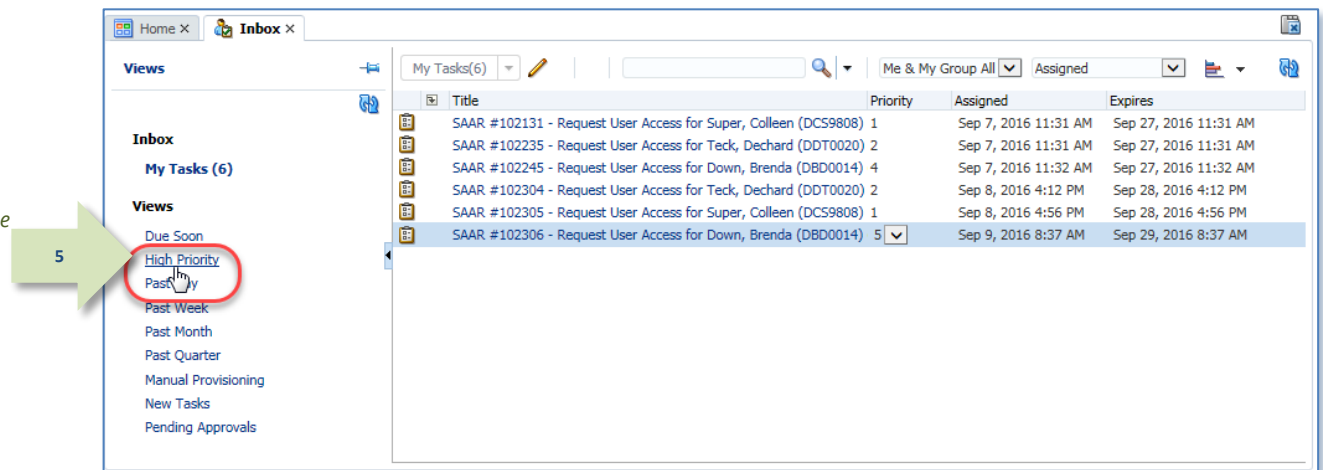 Home × Inbox ×
Views
My Tasks(6) Me & My Group All Assigned
Title Priority Assigned Expires
SAAR #102131 - Request User Access for Super, Colleen (DCS9808) 1 Sep 7, 2016 11:31 AM Sep 27, 2016 11:31 AM
SAAR #102235 - Request User Access for Teck, Dechard (DDT0020) 2 Sep 7, 2016 11:31 AM Sep 27, 2016 11:31 AM
SAAR #102245 - Request User Access for Down, Brenda (DBD0014) 4 Sep 7, 2016 11:32 AM Sep 27, 2016 11:32 AM
SAAR #102304 - Request User Access for Teck, Dechard (DDT0020) 2 Sep 8, 2016 4:12 PM Sep 28, 2016 4:12 PM
SAAR #102305 - Request User Access for Super, Colleen (DCS9808) 1 Sep 8, 2016 4:56 PM Sep 28, 2016 4:56 PM
SAAR #102306 - Request User Access for Down, Brenda (DBD0014) 5 Sep 9, 2016 8:37 AM Sep 29, 2016 8:37 AM
Inbox
My Tasks (6)
Views
e
Due Soon
5
High Priority
Past
Past Week
Past Month
Past Quarter
Manual Provisioning
New Tasks
Pending Approvals